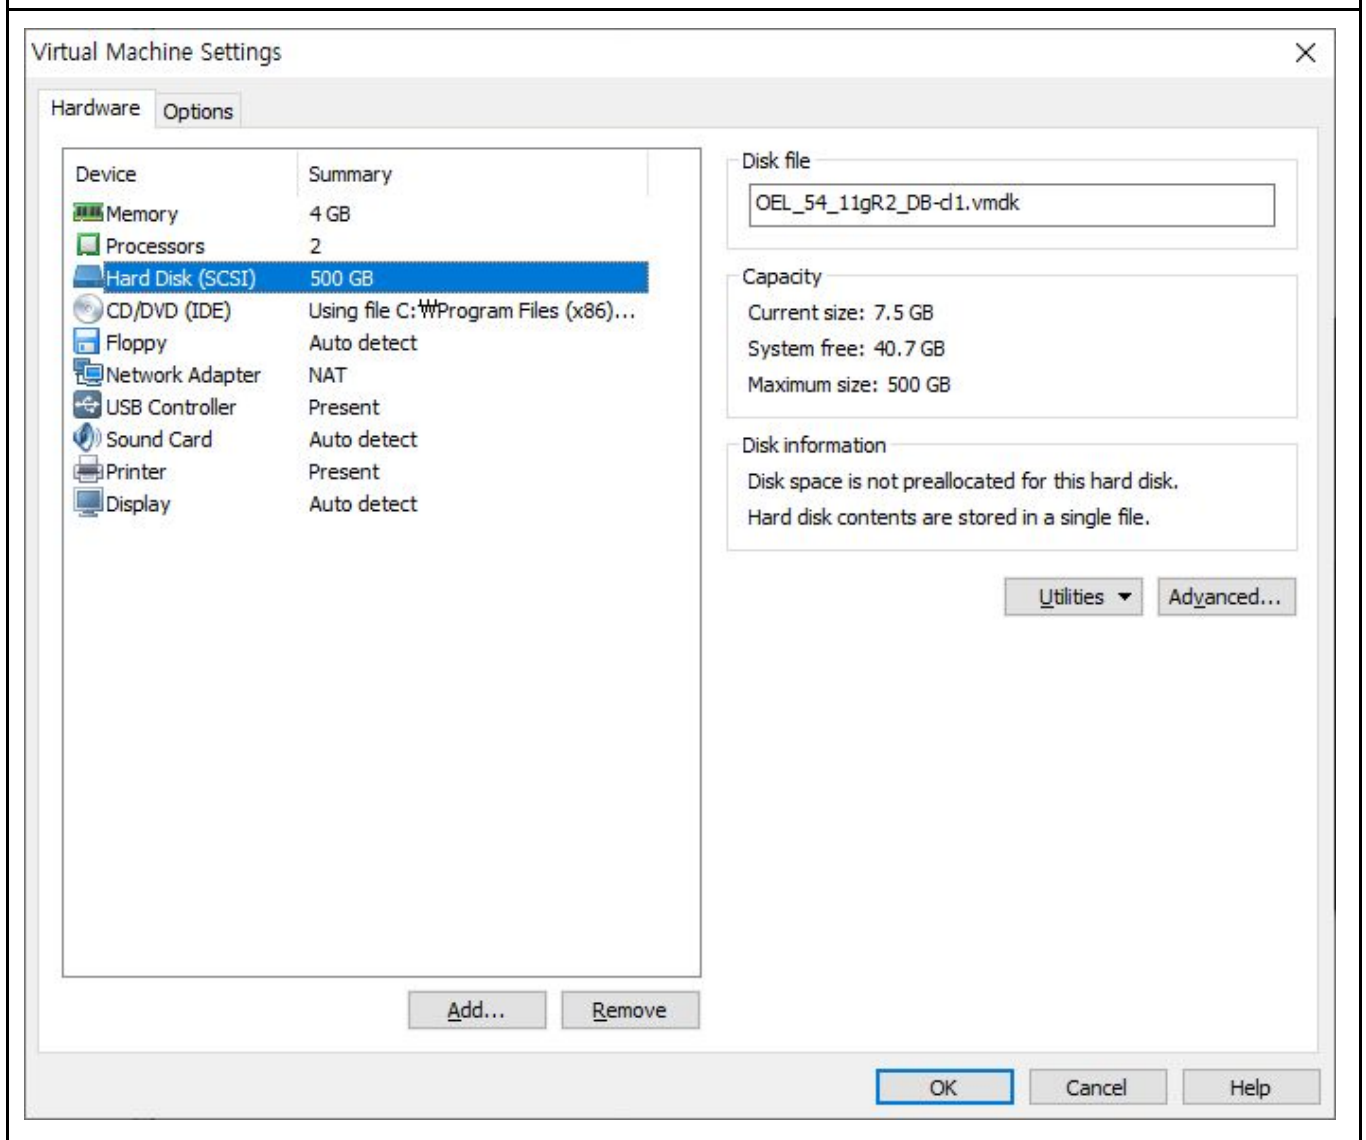 Virtual Machine Settings
Hardware Options
Device Summary
Memory 4 GB
Processors 2
Hard Disk (SCSI) 500 GB
CD/DVD (IDE) Using file C:₩Program Files (x86)...
Floppy Auto detect
Network Adapter NAT
USB Controller Present
Sound Card Auto detect
Printer Present
Display Auto detect
Add... Remove
Disk file
OEL_54_11gR2_DB-cl1.vmdk
Capacity
Current size: 7.5 GB
System free: 40.7 GB
Maximum size: 500 GB
Disk information
Disk space is not preallocated for this hard disk.
Hard disk contents are stored in a single file.
Utilities Advanced...
OK Cancel Help